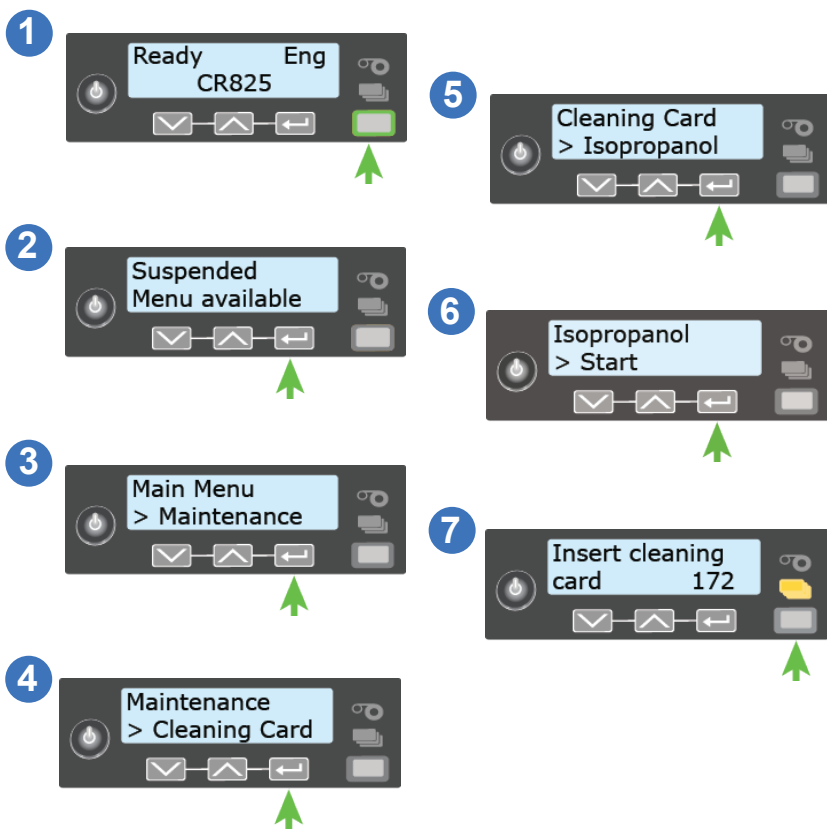 1
Ready Eng
CR825
2
Suspended
Menu available
3
Main Menu
> Maintenance
4
Maintenance
> Cleaning Card
5
Cleaning Card
> Isopropanol
6
Isopropanol
> Start
7
Insert cleaning
card 172